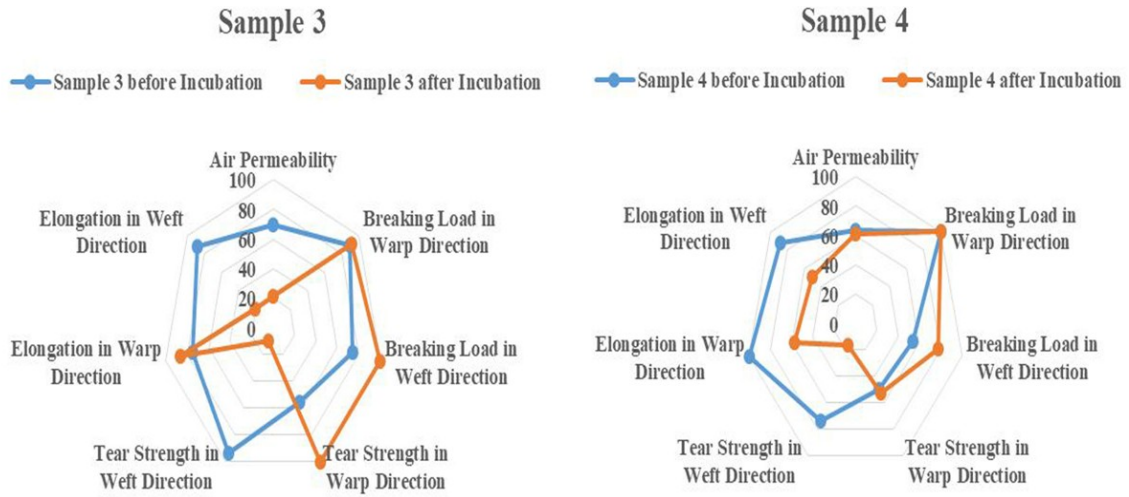 Sample 3
Sample 3 before Incubation
Sample 3 after Incubation
Air Permeability
100
80
60
40
20
0
Breaking Load in
Warp Direction
Breaking Load in
Weft Direction
Tear Strength in
Warp Direction
Tear Strength in
Weft Direction
Elongation in Warp
Direction
Elongation in Weft
Direction
Sample 4
Sample 4 before Incubation
Sample 4 after Incubation
Air Permeability
100
80
60
40
20
0
Breaking Load in
Warp Direction
Breaking Load in
Weft Direction
Tear Strength in
Warp Direction
Tear Strength in
Weft Direction
Elongation in Warp
Direction
Elongation in Weft
Direction